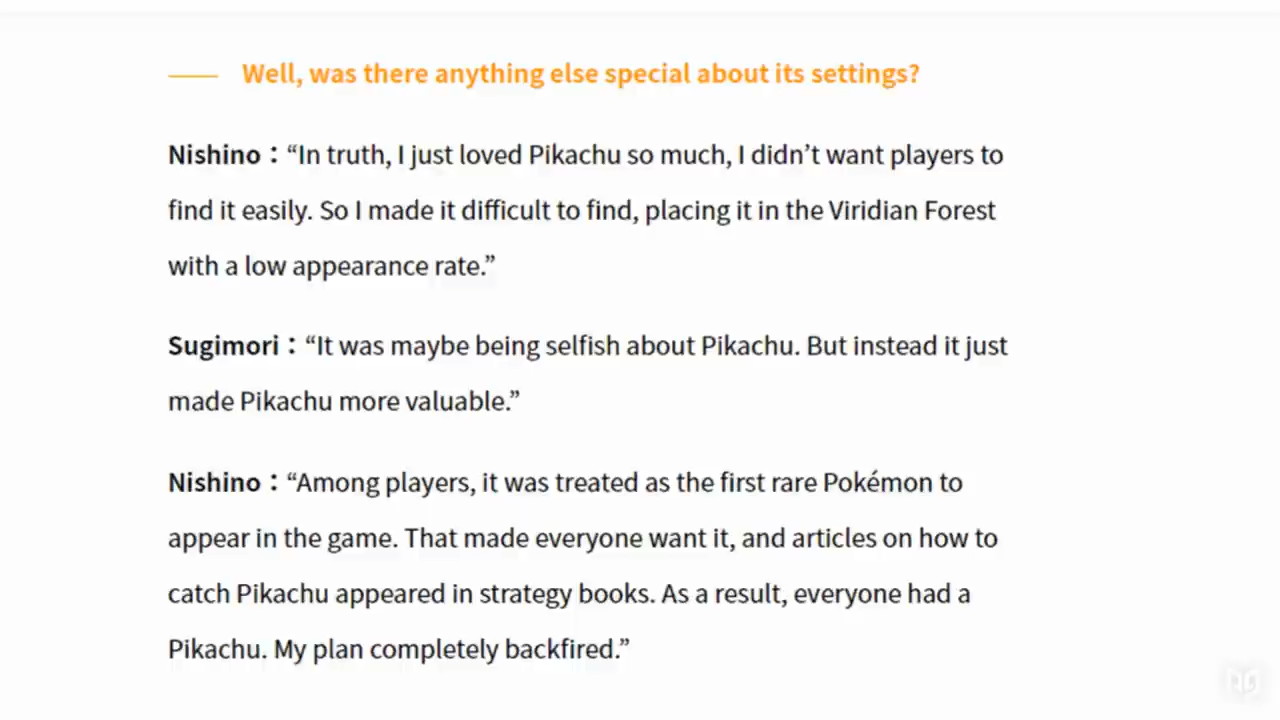 Well, was there anything else special about its settings?
Nishino：“In truth, I just loved Pikachu so much, I didn’t want players to
find it easily. So I made it difficult to find, placing it in the Viridian Forest
with a low appearance rate.”
Sugimori：“It was maybe being selfish about Pikachu. But instead it just
made Pikachu more valuable.”
Nishino：“Among players, it was treated as the first rare Pokémon to
appear in the game. That made everyone want it, and articles on how to
catch Pikachu appeared in strategy books. As a result, everyone had a
Pikachu. My plan completely backfired.”